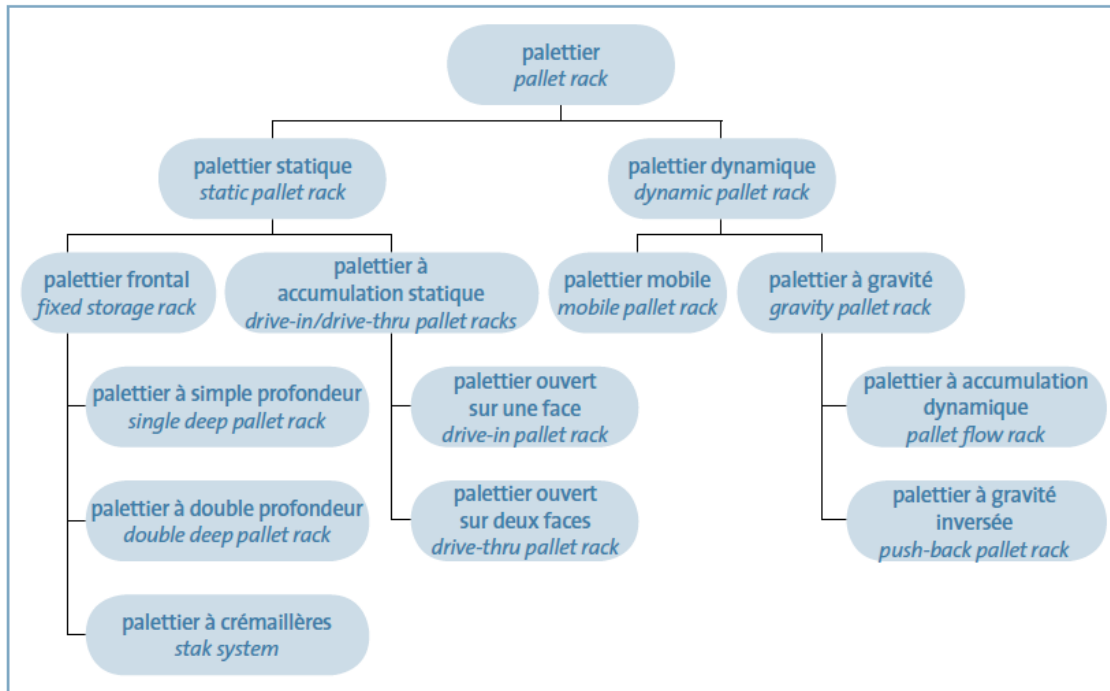 palettier
pallet rack
palettier statique
static pallet rack
palettier dynamique
dynamic pallet rack
palettier frontal
fixed storage rack
palettier à
accumulation statique
drive-in/drive-thru pallet racks
palettier mobile
mobile pallet rack
palettier à gravité
gravity pallet rack
palettier à simple profondeur
single deep pallet rack
palettier ouvert
sur une face
drive-in pallet rack
palettier à accumulation
dynamique
pallet flow rack
palettier à double profondeur
double deep pallet rack
palettier ouvert
sur deux faces
drive-thru pallet rack
palettier à gravité
inversée
push-back pallet rack
palettier à crémaillères
stak system